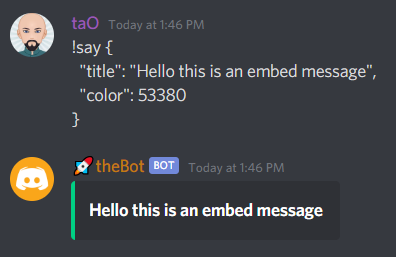 taO Today at 1:46 PM
!say {
"title": "Hello this is an embed message",
"color": 53380
}
🚀theBot BOT Today at 1:46 PM
Hello this is an embed message